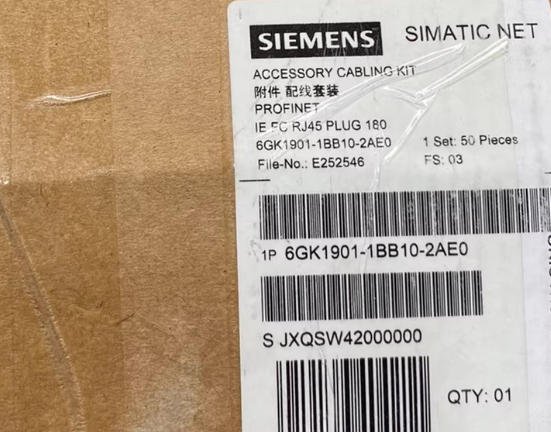 SIEMENS SIMATIC NET
ACCESSORY CABLING KIT
附件 配线套装
PROFINET
IE FC RJ45 PLUG 180
6GK1901-1BB10-2AE0 1 Set: 50 Pieces
File-No.: E252546 FS: 03
1P 6GK1901-1BB10-2AE0
S JXQSW42000000
QTY: 01